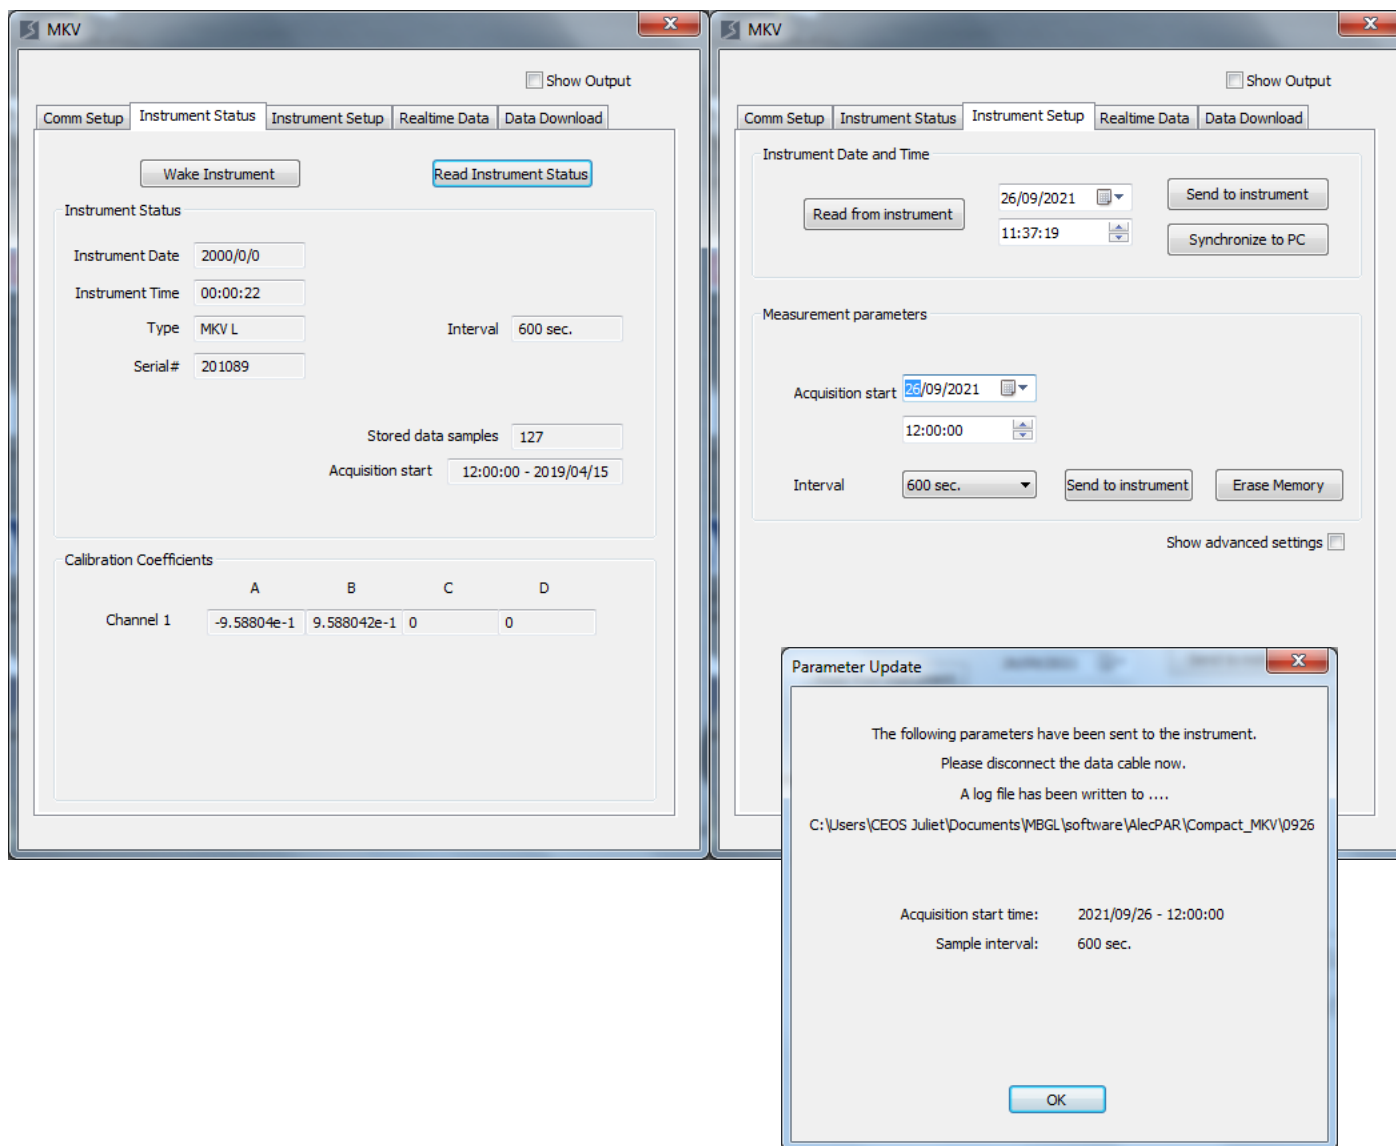 MKV
Show Output
Comm Setup Instrument Status Instrument Setup Realtime Data Data Download
Wake Instrument Read Instrument Status
Instrument Status
Instrument Date 2000/0/0
Instrument Time 00:00:22
Type MKV L Interval 600 sec.
Serial# 201089
Stored data samples 127
Acquisition start 12:00:00 - 2019/04/15
Calibration Coefficients
A B C D
Channel 1 -9.58804e-1 9.588042e-1 0 0
MKV
Show Output
Comm Setup Instrument Status Instrument Setup Realtime Data Data Download
Instrument Date and Time
Read from instrument 26/09/2021 Send to instrument
11:37:19 Synchronize to PC
Measurement parameters
Acquisition start 26/09/2021
12:00:00
Interval 600 sec. Send to instrument Erase Memory
Show advanced settings
Parameter Update
The following parameters have been sent to the instrument.
Please disconnect the data cable now.
A log file has been written to ....
C:\Users\CEOS Juliet\Documents\MBGL\software\AlecPAR\Compact_MKV\0926
Acquisition start time: 2021/09/26 - 12:00:00
Sample interval: 600 sec.
OK